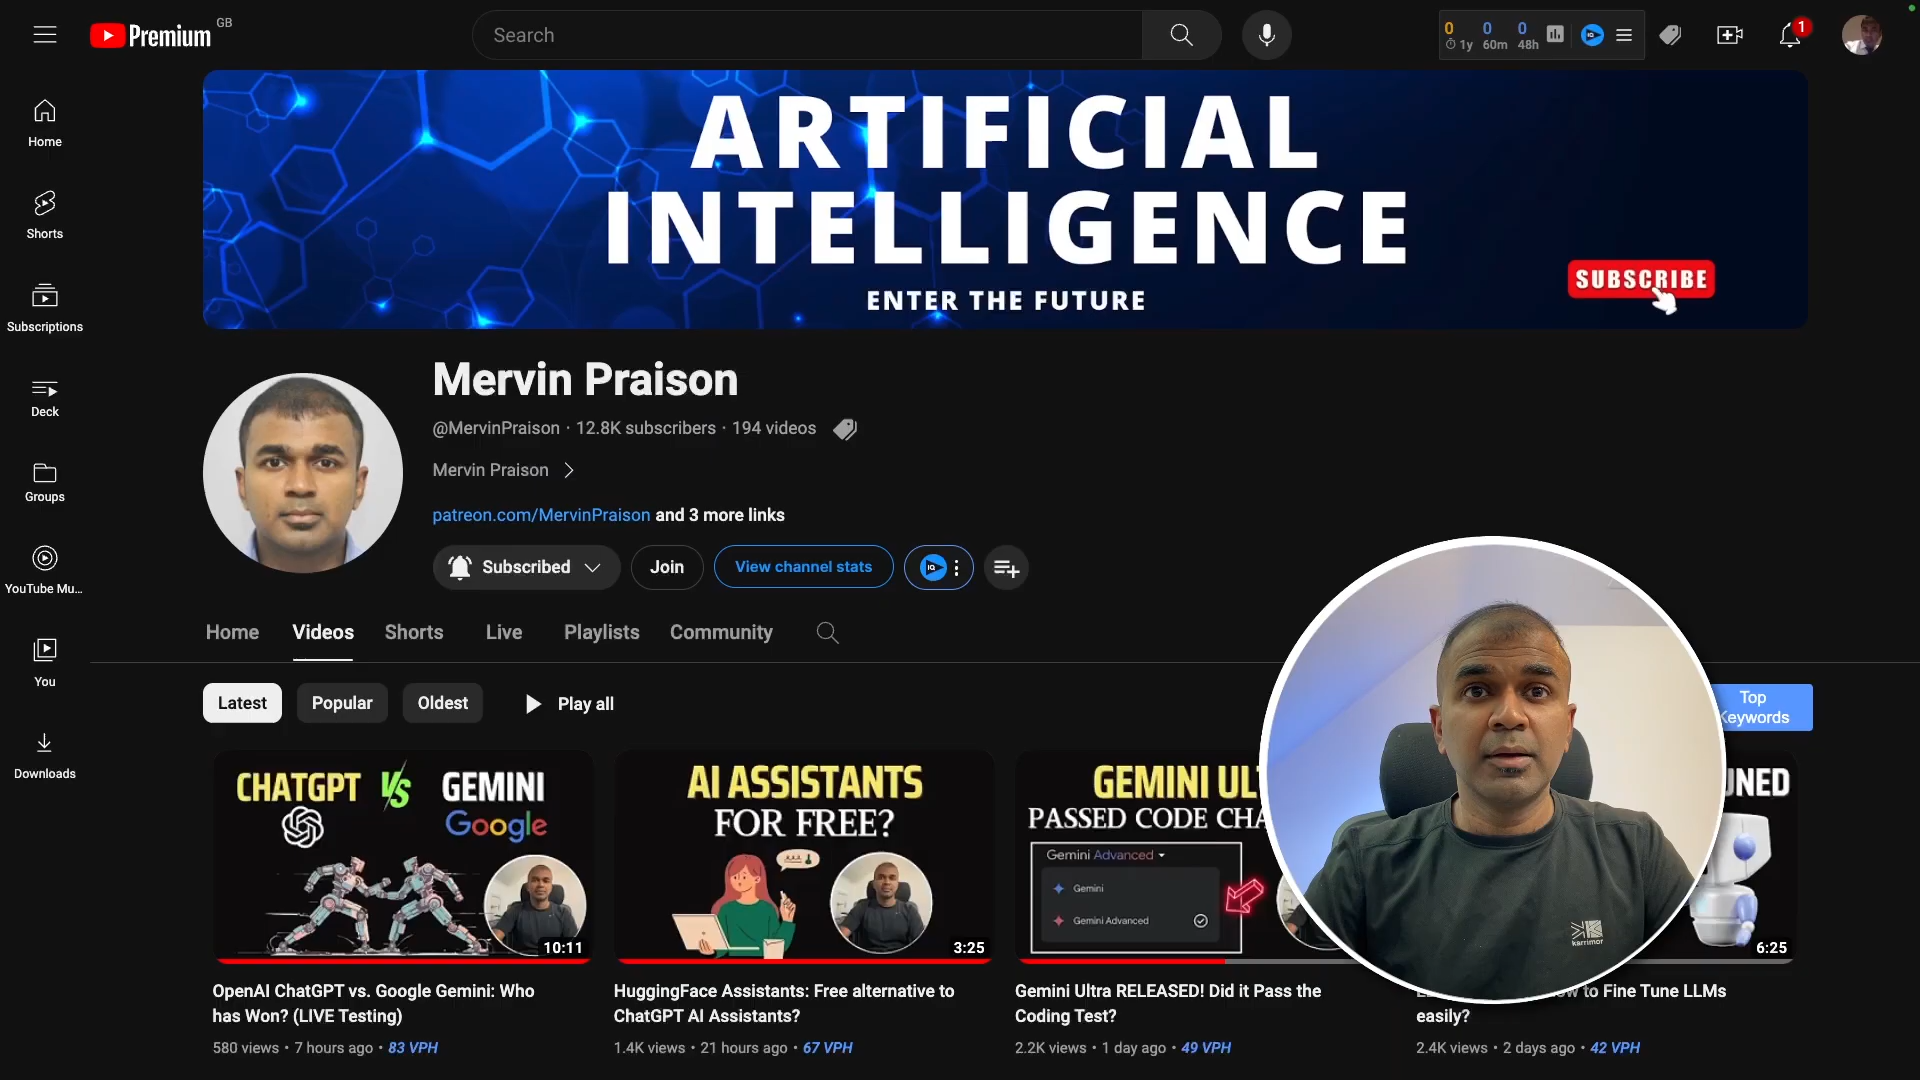 Premium GB
Search
0 0 0
1y 60m 48h
IQ
1
Home
Shorts
Subscriptions
Deck
Groups
YouTube Mu...
You
Downloads
ARTIFICIAL
INTELLIGENCE
ENTER THE FUTURE
SUBSCRIBE
Mervin Praison
@MervinPraison · 12.8K subscribers · 194 videos
Mervin Praison
patreon.com/MervinPraison and 3 more links
Subscribed Join View channel stats IQ
Home Videos Shorts Live Playlists Community
Latest Popular Oldest Play all
Top
Keywords
CHATGPT VS GEMINI
Google
10:11
AI ASSISTANTS
FOR FREE?
3:25
GEMINI UL
PASSED CODE CHA
Gemini Advanced
Gemini
Gemini Advanced
UNED
6:25
karrimor
OpenAI ChatGPT vs. Google Gemini: Who
has Won? (LIVE Testing)
580 views • 7 hours ago • 83 VPH
HuggingFace Assistants: Free alternative to
ChatGPT AI Assistants?
1.4K views • 21 hours ago • 67 VPH
Gemini Ultra RELEASED! Did it Pass the
Coding Test?
2.2K views • 1 day ago • 49 VPH
to Fine Tune LLMs
easily?
2.4K views • 2 days ago • 42 VPH